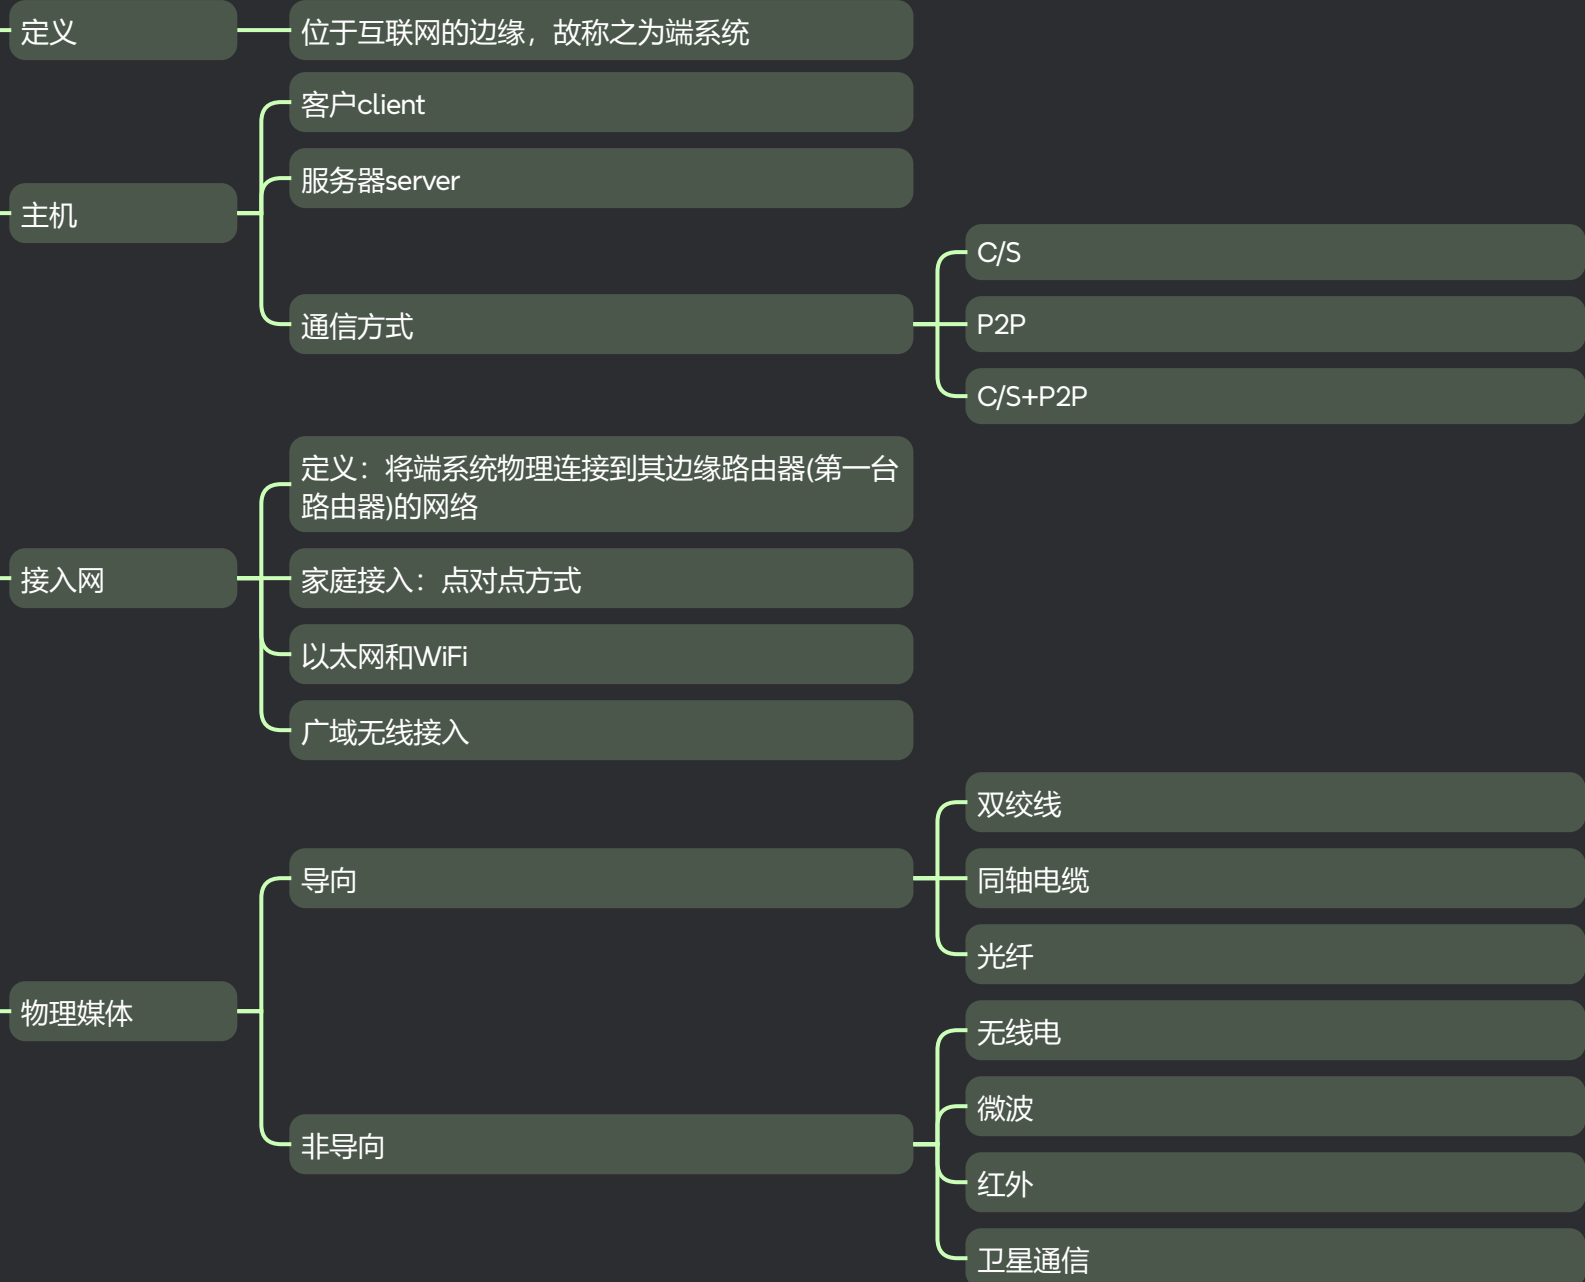 定义
位于互联网的边缘，故称之为端系统
主机
客户client
服务器server
通信方式
C/S
P2P
C/S+P2P
接入网
定义：将端系统物理连接到其边缘路由器(第一台
路由器)的网络
家庭接入：点对点方式
以太网和WiFi
广域无线接入
物理媒体
导向
双绞线
同轴电缆
光纤
非导向
无线电
微波
红外
卫星通信